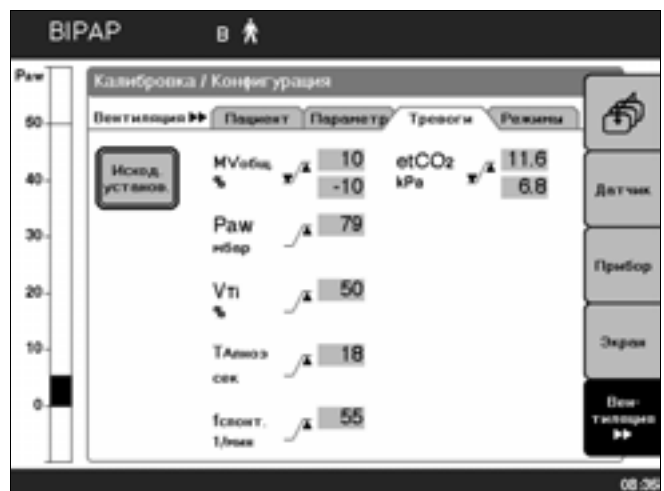 BIPAP B
Paw
Калибровка / Конфигурация
Вентиляция Пациент Параметр Тревоги Режимы
60
40
30
20
10
0
Исход.
установ.
MVобщ.
%
10
-10
etCO2
kPa
11.6
6.8
Paw
мбар
79
VTi
%
50
TАпноэ
сек
18
fспонт.
1/мин
55
Датчик
Прибор
Экран
Вен-
тиляция
08:36